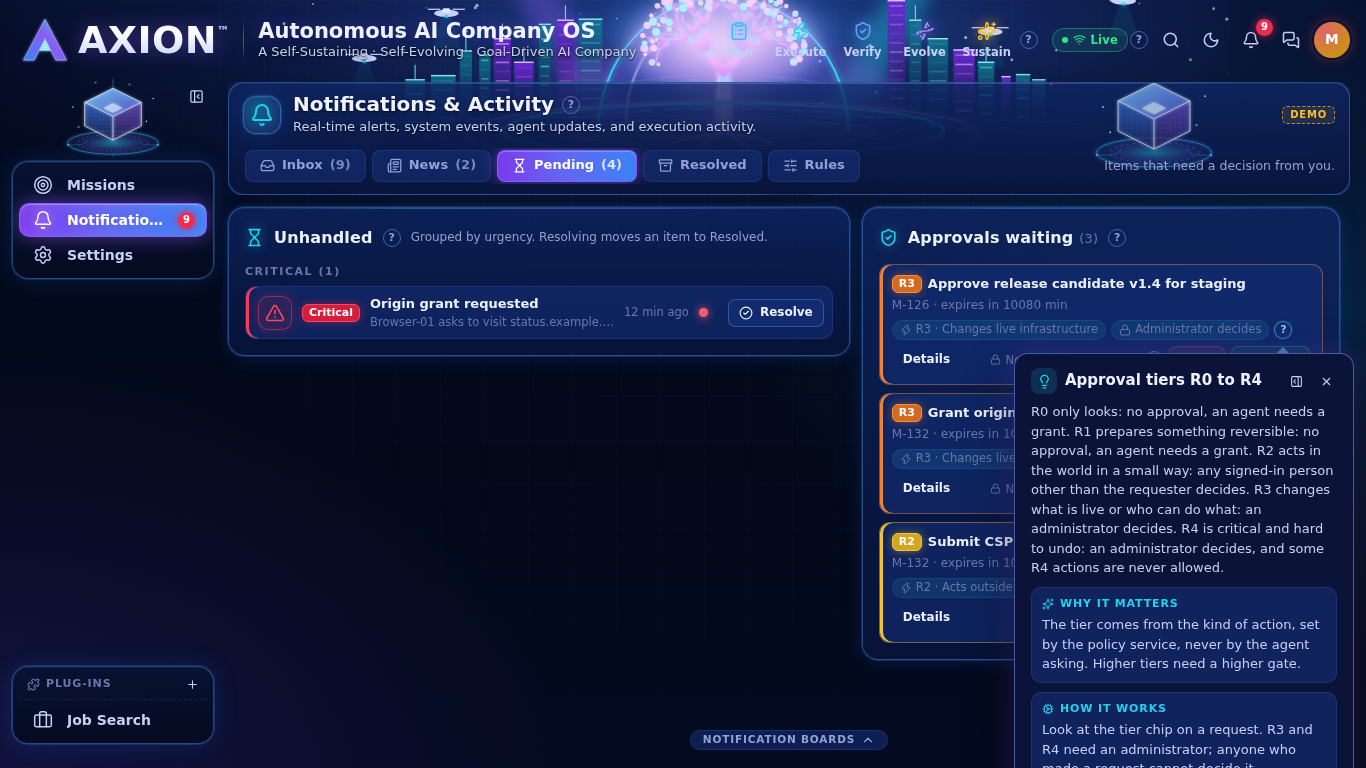 AXION™
Autonomous AI Company OS
A Self-Sustaining · Self-Evolving · Goal-Driven AI Company
Execute
Verify
Evolve
Sustain
?
Live
?
9
M
Notifications & Activity ?
Real-time alerts, system events, agent updates, and execution activity.
DEMO
Inbox (9)
News (2)
Pending (4)
Resolved
Rules
Items that need a decision from you.
Missions
Notificatio...
9
Settings
PLUG-INS
+
Job Search
Unhandled ? Grouped by urgency. Resolving moves an item to Resolved.
CRITICAL (1)
Critical
Origin grant requested
Browser-01 asks to visit status.example....
12 min ago
Resolve
Approvals waiting (3) ?
R3 Approve release candidate v1.4 for staging
M-126 · expires in 10080 min
R3 · Changes live infrastructure
Administrator decides
?
Details
R3 Grant origin
M-132 · expires in 10
R3 · Changes live
Details
R2 Submit CSP
M-132 · expires in 10
R2 · Acts outside
Details
Approval tiers R0 to R4
R0 only looks: no approval, an agent needs a
grant. R1 prepares something reversible: no
approval, an agent needs a grant. R2 acts in
the world in a small way: any signed-in person
other than the requester decides. R3 changes
what is live or who can do what: an
administrator decides. R4 is critical and hard
to undo: an administrator decides, and some
R4 actions are never allowed.
WHY IT MATTERS
The tier comes from the kind of action, set
by the policy service, never by the agent
asking. Higher tiers need a higher gate.
HOW IT WORKS
Look at the tier chip on a request. R3 and
R4 need an administrator; anyone who
made a request cannot decide it.
NOTIFICATION BOARDS